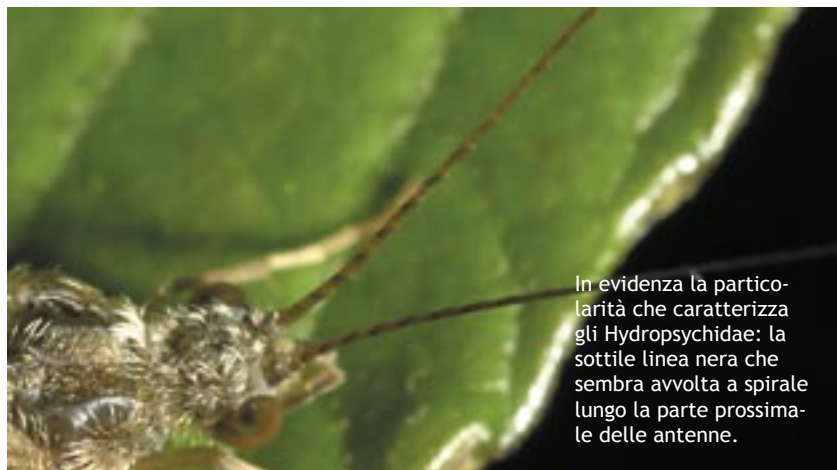 In evidenza la partico-
larità che caratterizza
gli Hydropsychidae: la
sottile linea nera che
sembra avvolta a spirale
lungo la parte prossima-
le delle antenne.